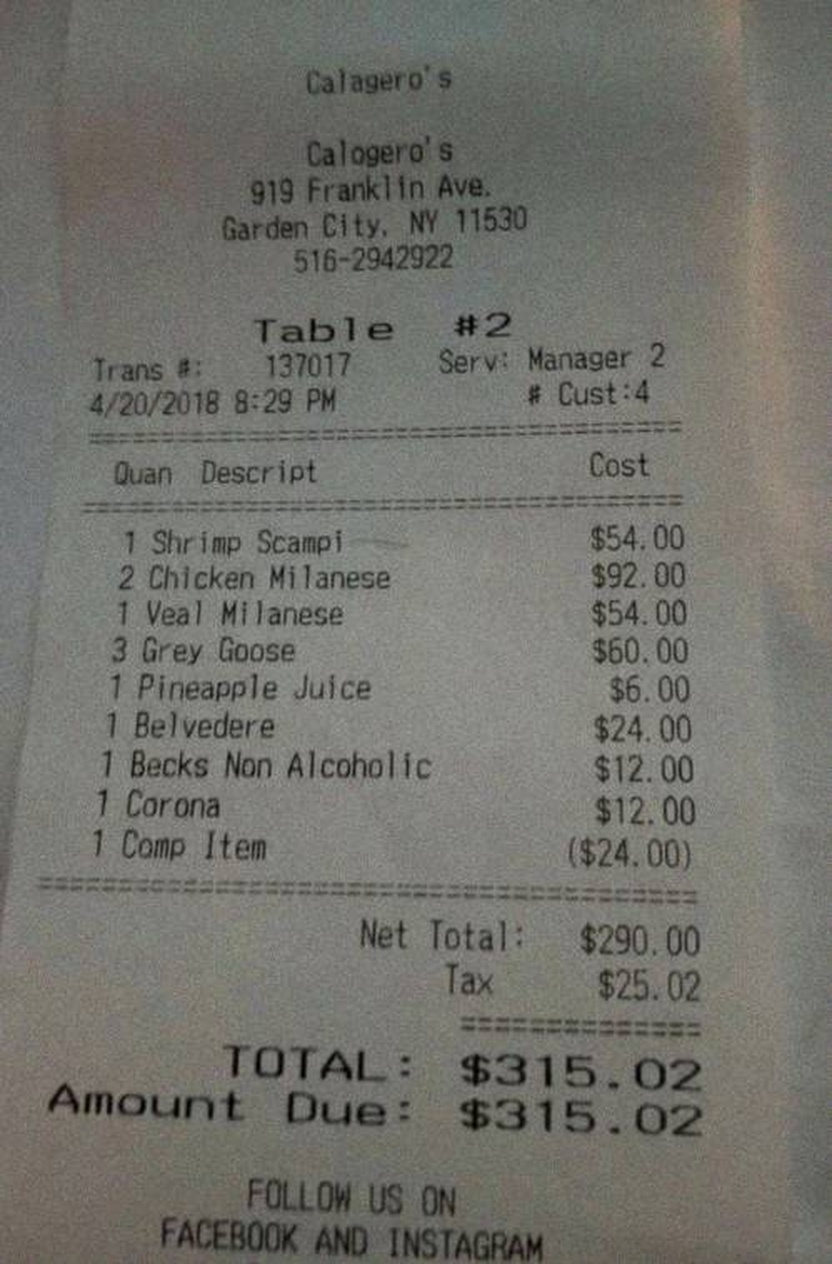 Calagero's
Calogero's
919 Franklin Ave.
Garden City, NY 11530
516-2942922
Table #2
Trans #: 137017 Serv: Manager 2
4/20/2018 8:29 PM # Cust:4
Quan Descript Cost
1 Shrimp Scampi $54.00
2 Chicken Milanese $92.00
1 Veal Milanese $54.00
3 Grey Goose $60.00
1 Pineapple Juice $6.00
1 Belvedere $24.00
1 Becks Non Alcoholic $12.00
1 Corona $12.00
1 Comp Item ($24.00)
Net Total: $290.00
Tax $25.02
TOTAL: $315.02
Amount Due: $315.02
FOLLOW US ON
FACEBOOK AND INSTAGRAM